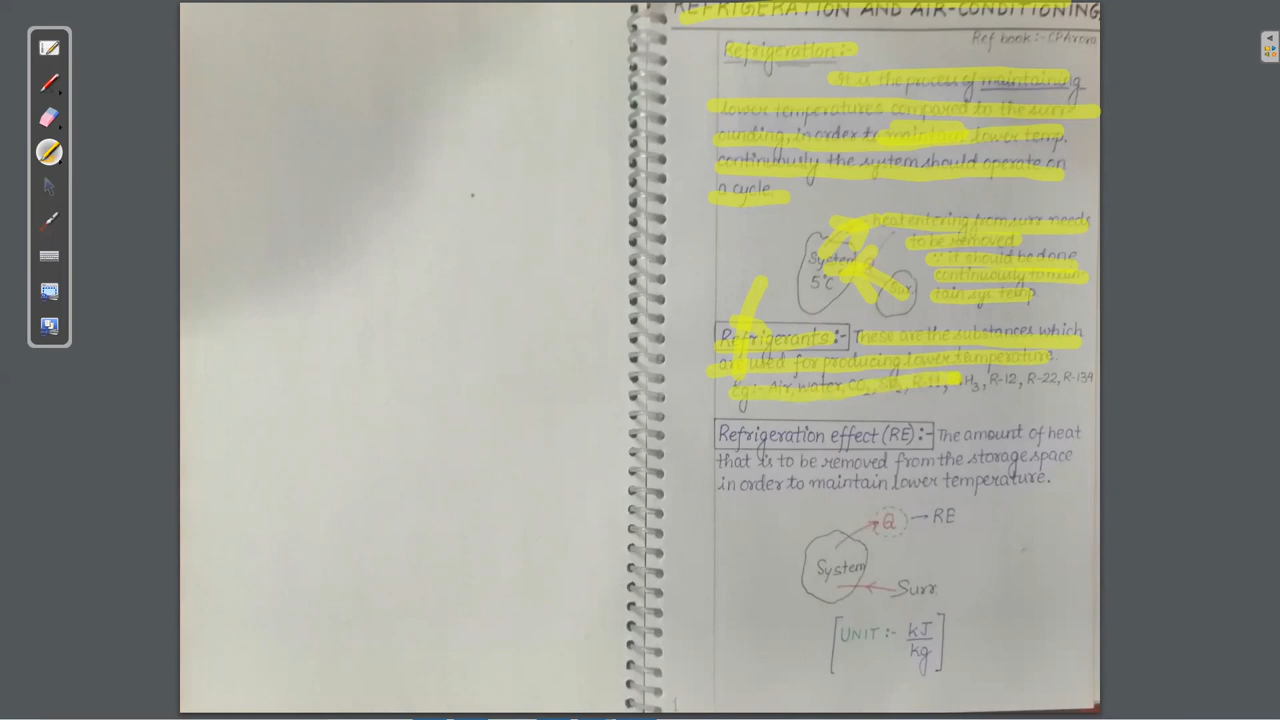 REFRIGERATION AND AIR-CONDITIONING
Ref book:- CP Arora
Refrigeration:-
It is the process of maintaining
lower temperatures compared to the surr-
ounding, in order to maintain lower temp.
continuously the system should operate on
a cycle.
heat entering from surr needs
to be removed
System
∵ it should be done
5°C
Surr
continuously to main-
tain sys temp
Refrigerants:- These are the substances which
are used for producing lower temperature.
Eg:- Air, water, CO2, SO2, R-11, NH3, R-12, R-22, R-134
Refrigeration effect (RE):- The amount of heat
that is to be removed from the storage space
in order to maintain lower temperature.
Q → RE
System
Surr
[UNIT:- kJ/kg]
1